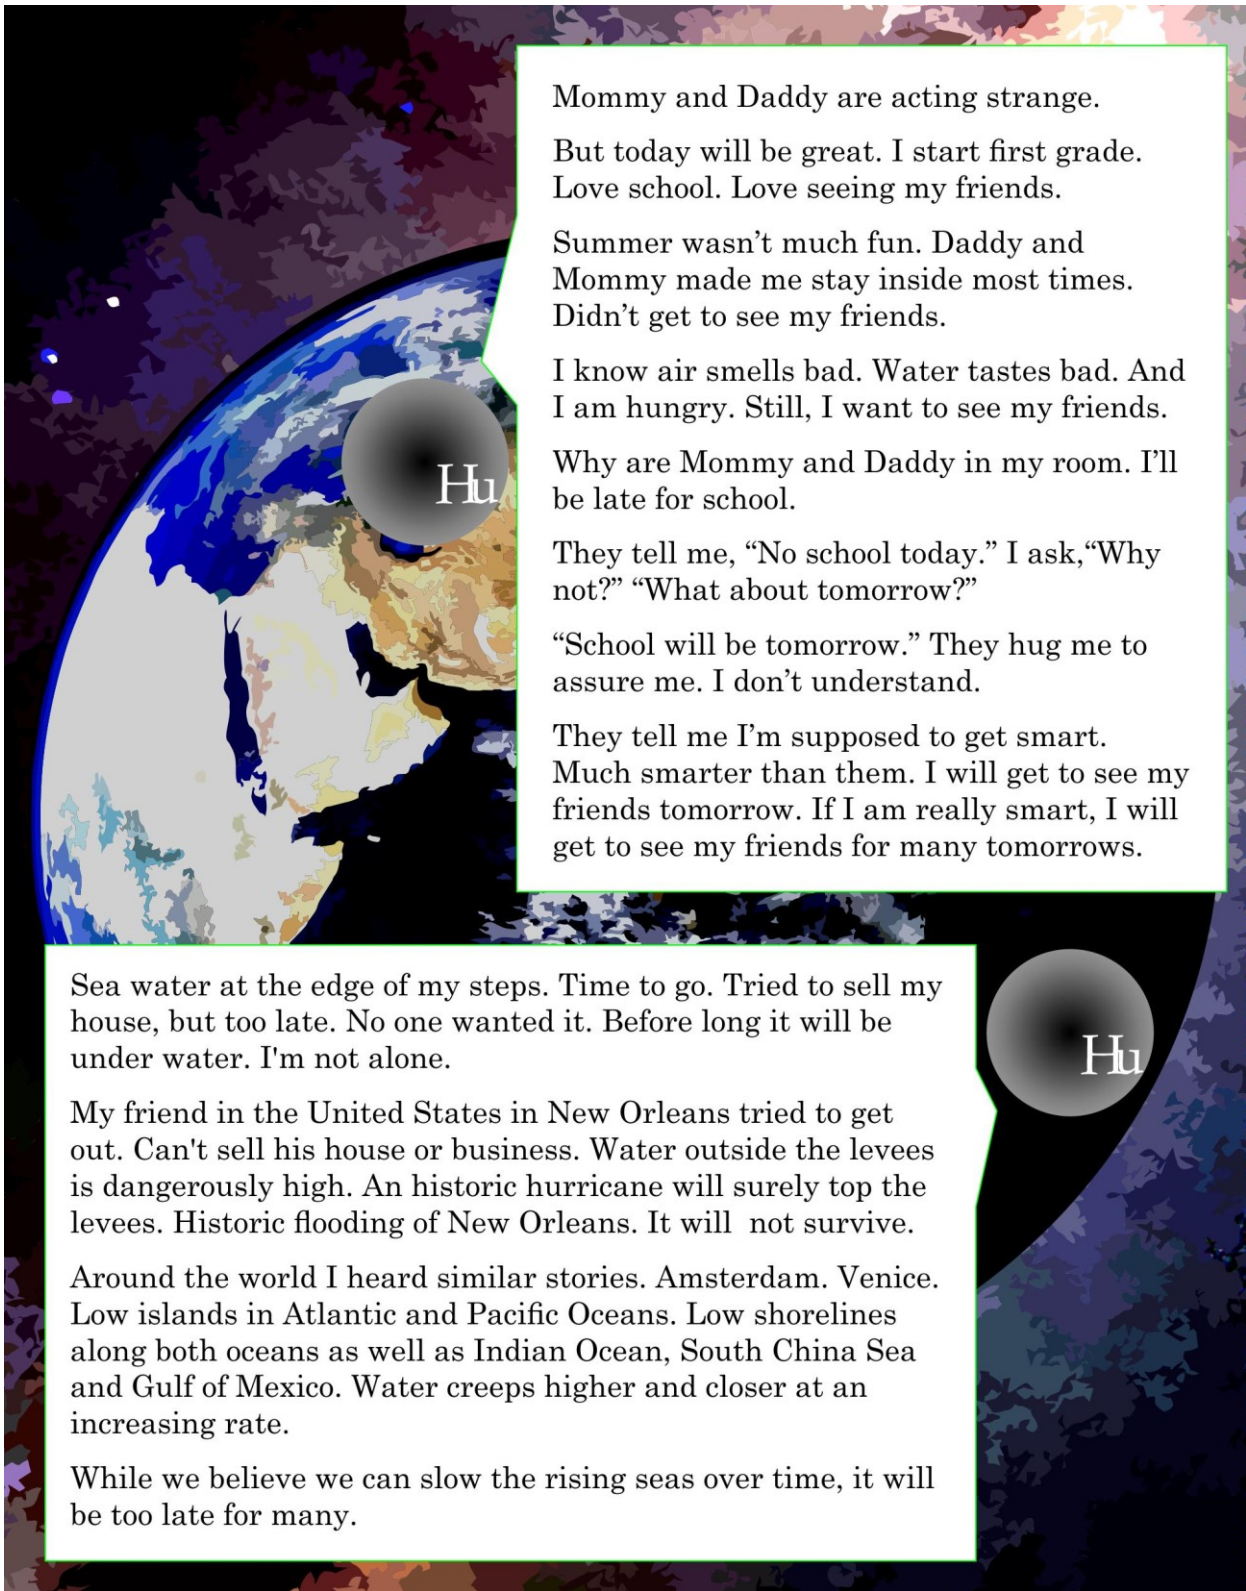 Mommy and Daddy are acting strange.
But today will be great. I start first grade.
Love school. Love seeing my friends.
Summer wasn’t much fun. Daddy and
Mommy made me stay inside most times.
Didn’t get to see my friends.
I know air smells bad. Water tastes bad. And
I am hungry. Still, I want to see my friends.
Why are Mommy and Daddy in my room. I’ll
be late for school.
They tell me, “No school today.” I ask,“Why
not?” “What about tomorrow?”
“School will be tomorrow.” They hug me to
assure me. I don’t understand.
They tell me I’m supposed to get smart.
Much smarter than them. I will get to see my
friends tomorrow. If I am really smart, I will
get to see my friends for many tomorrows.
Hu
Sea water at the edge of my steps. Time to go. Tried to sell my
house, but too late. No one wanted it. Before long it will be
under water. I'm not alone.
My friend in the United States in New Orleans tried to get
out. Can't sell his house or business. Water outside the levees
is dangerously high. An historic hurricane will surely top the
levees. Historic flooding of New Orleans. It will  not survive.
Around the world I heard similar stories. Amsterdam. Venice.
Low islands in Atlantic and Pacific Oceans. Low shorelines
along both oceans as well as Indian Ocean, South China Sea
and Gulf of Mexico. Water creeps higher and closer at an
increasing rate.
While we believe we can slow the rising seas over time, it will
be too late for many.
Hu